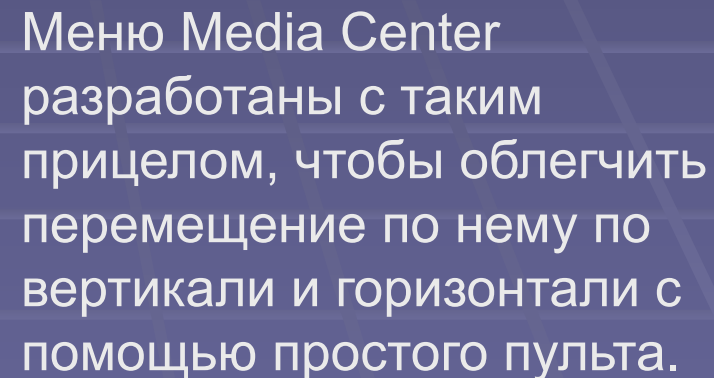 Меню Media Center
разработаны с таким
прицелом, чтобы облегчить
перемещение по нему по
вертикали и горизонтали с
помощью простого пульта.